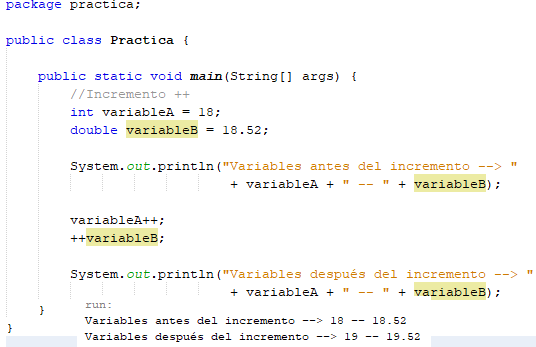 package practica;
public class Practica {
public static void main(String[] args) {
//Incremento ++
int variableA = 18;
double variableB = 18.52;
System.out.println("Variables antes del incremento --> "
+ variableA + " -- " + variableB);
variableA++;
++variableB;
System.out.println("Variables después del incremento --> "
+ variableA + " -- " + variableB);
}
run:
Variables antes del incremento --> 18 -- 18.52
}
Variables después del incremento --> 19 -- 19.52